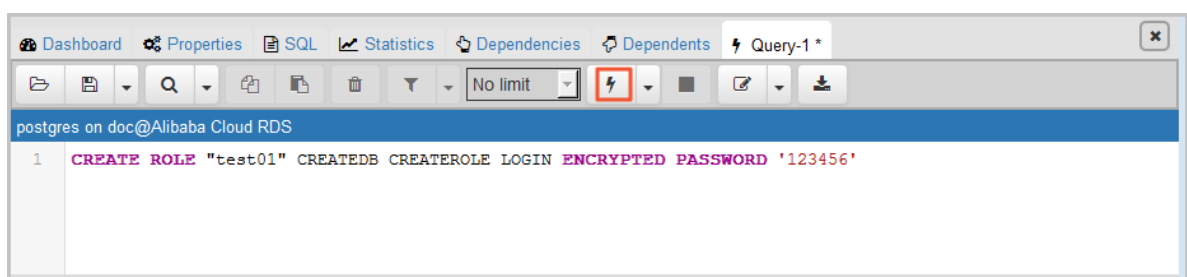 Dashboard Properties SQL Statistics Dependencies Dependents Query-1 *
No limit
postgres on doc@Alibaba Cloud RDS
1 CREATE ROLE "test01" CREATEDB CREATEROLE LOGIN ENCRYPTED PASSWORD '123456'